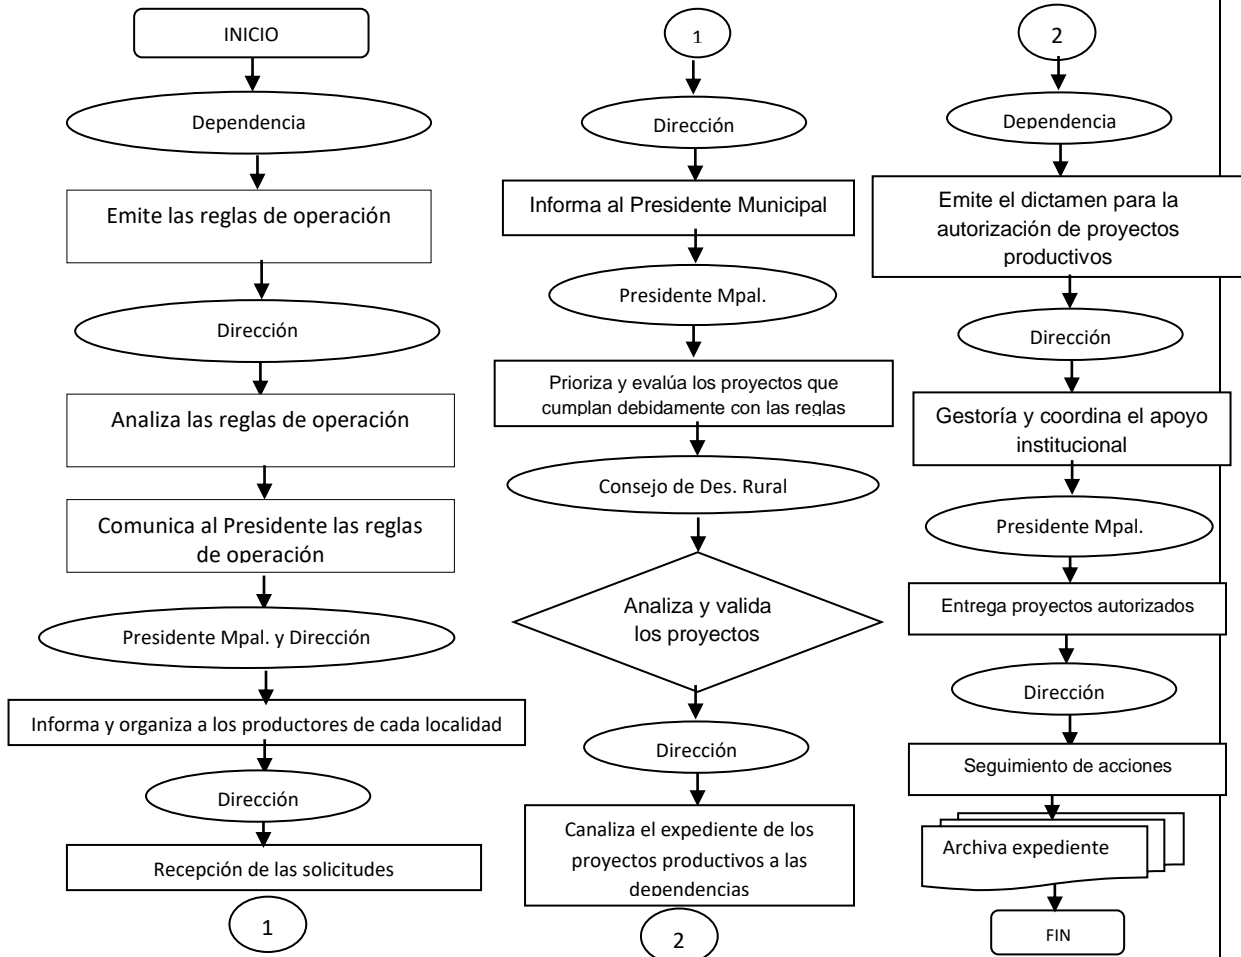 INICIO
Dependencia
Emite las reglas de operación
Dirección
Analiza las reglas de operación
Comunica al Presidente las reglas
de operación
Presidente Mpal. y Dirección
Informa y organiza a los productores de cada localidad
Dirección
Recepción de las solicitudes
1
1
Dirección
Informa al Presidente Municipal
Presidente Mpal.
Prioriza y evalúa los proyectos que
cumplan debidamente con las reglas
Consejo de Des. Rural
Analiza y valida
los proyectos
Dirección
Canaliza el expediente de los
proyectos productivos a las
dependencias
2
2
Dependencia
Emite el dictamen para la
autorización de proyectos
productivos
Dirección
Gestoría y coordina el apoyo
institucional
Presidente Mpal.
Entrega proyectos autorizados
Dirección
Seguimiento de acciones
Archiva expediente
FIN